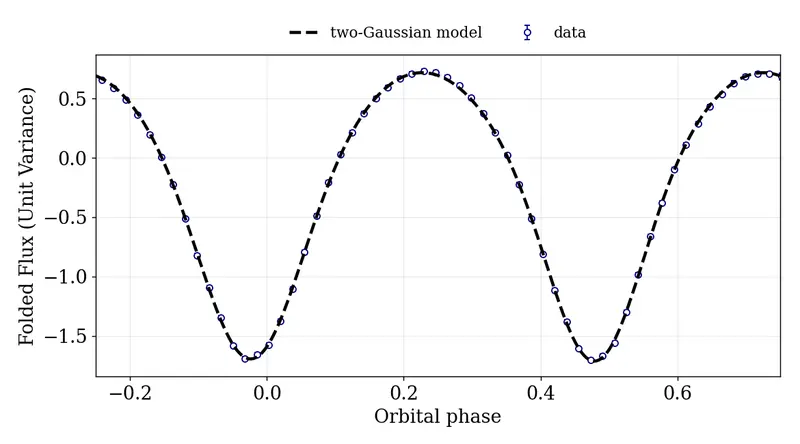 two-Gaussian model
data
Folded Flux (Unit Variance)
0.5
0.0
−0.5
−1.0
−1.5
−0.2
0.0
0.2
0.4
0.6
Orbital phase